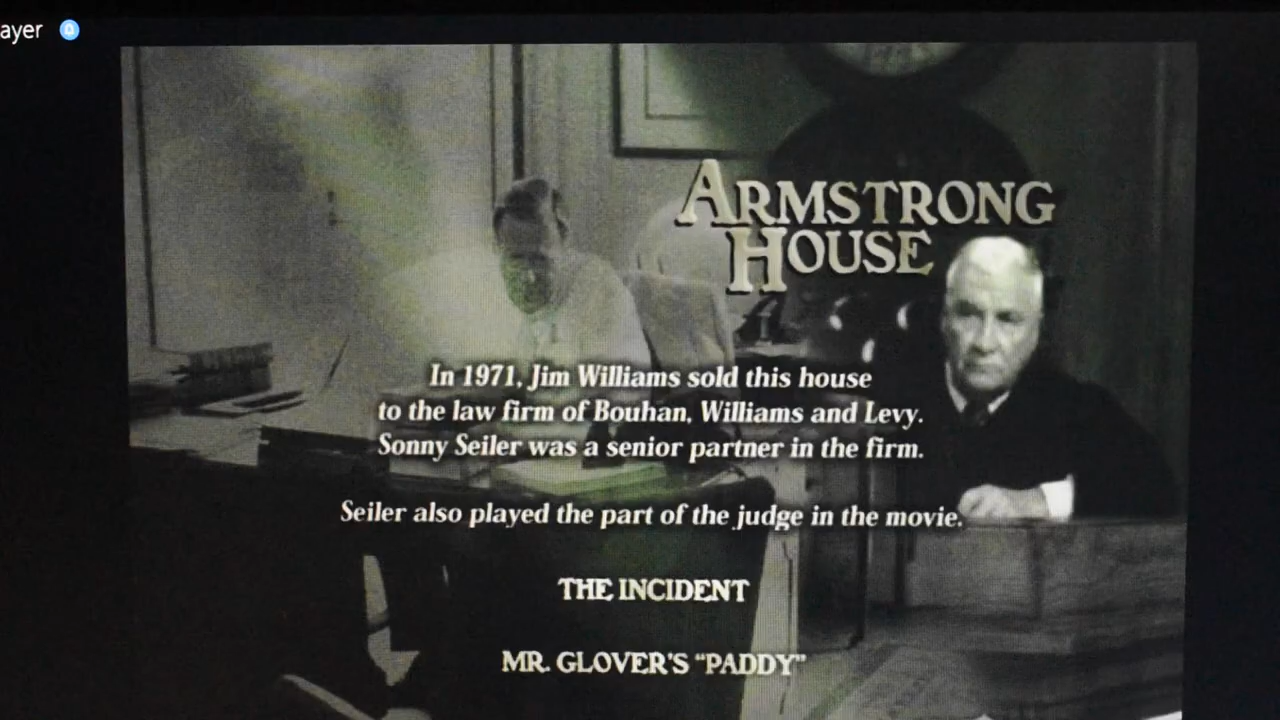 ayer
ARMSTRONG
HOUSE
In 1971, Jim Williams sold this house
to the law firm of Bouhan, Williams and Levy.
Sonny Seiler was a senior partner in the firm.
Seiler also played the part of the judge in the movie.
THE INCIDENT
MR. GLOVER'S “PADDY”